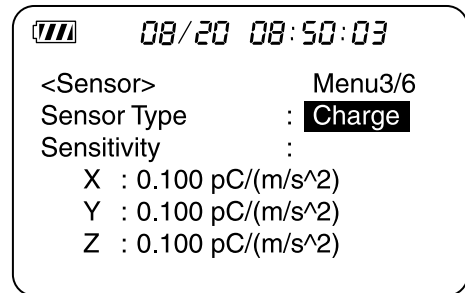 08/20 08:50:03
<Sensor> Menu3/6
Sensor Type : Charge
Sensitivity :
X : 0.100 pC/(m/s^2)
Y : 0.100 pC/(m/s^2)
Z : 0.100 pC/(m/s^2)